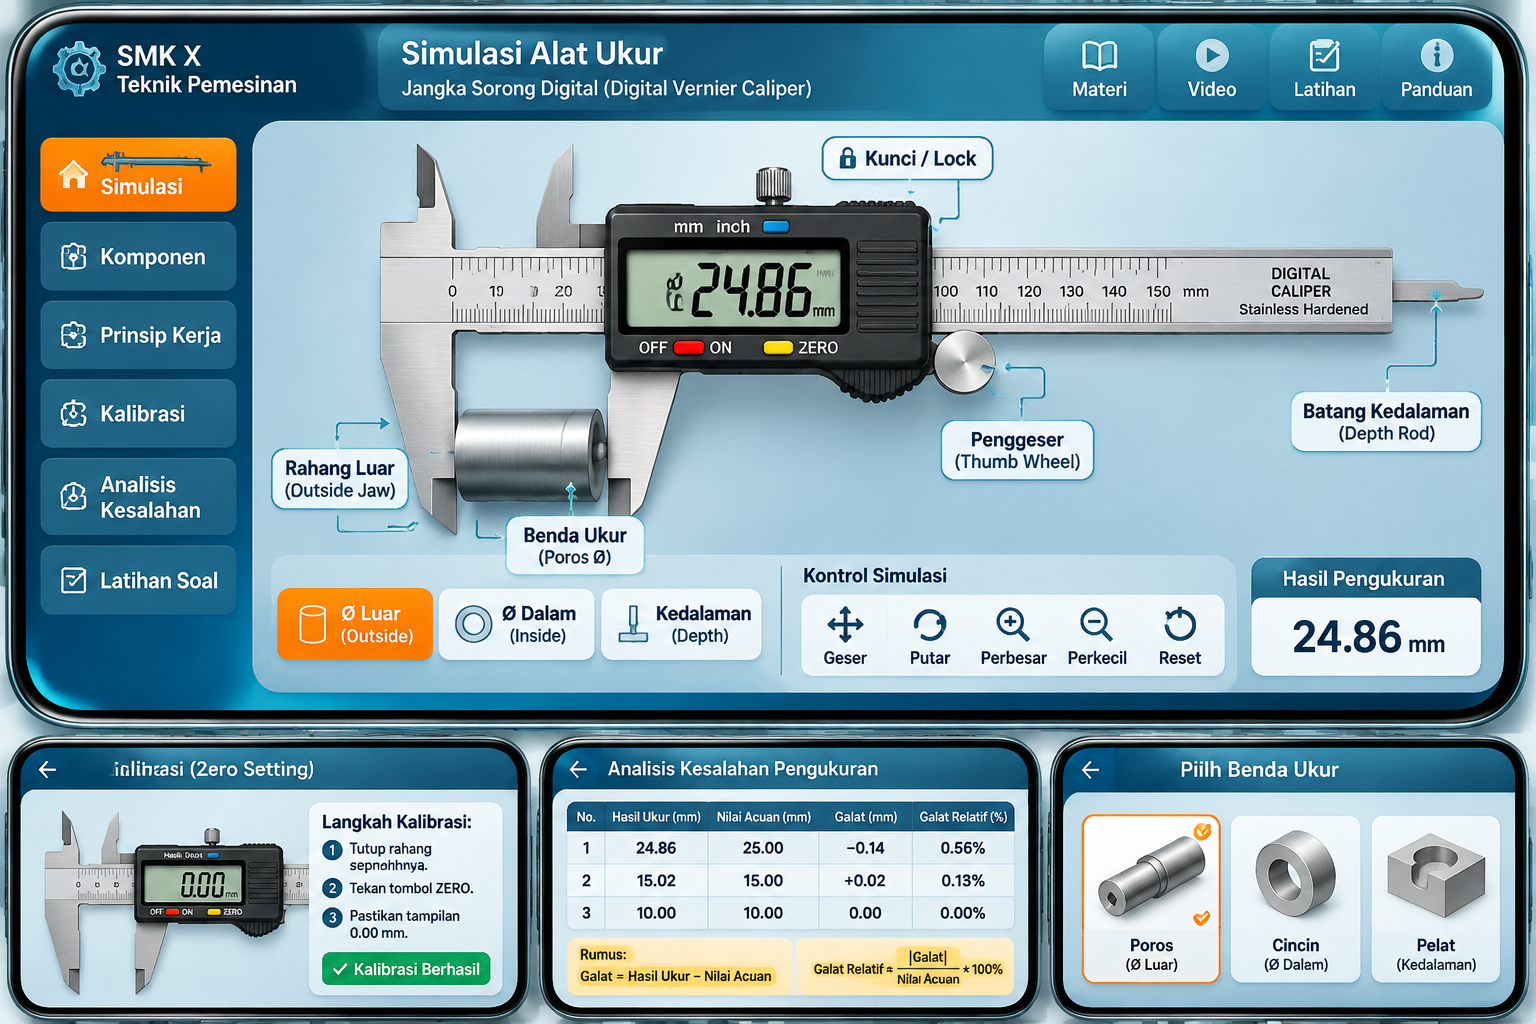 SMK X
Teknik Pemesinan
Simulasi Alat Ukur
Jangka Sorong Digital (Digital Vernier Caliper)
Materi
Video
Latihan
Panduan
Simulasi
Komponen
Prinsip Kerja
Kalibrasi
Analisis
Kesalahan
Latihan Soal
Kunci / Lock
mm inch
24.86 mm
OFF ON ZERO
0 10 20
100 110 120 130 140 150 mm
DIGITAL
CALIPER
Stainless Hardened
Rahang Luar
(Outside Jaw)
Benda Ukur
(Poros Ø)
Penggeser
(Thumb Wheel)
Batang Kedalaman
(Depth Rod)
Ø Luar
(Outside)
Ø Dalam
(Inside)
Kedalaman
(Depth)
Kontrol Simulasi
Geser
Putar
Perbesar
Perkecil
Reset
Hasil Pengukuran
24.86 mm
(Zero Setting)
0.00 mm
OFF ON ZERO
Langkah Kalibrasi:
1 Tutup rahang
2 Tekan tombol ZERO.
3 Pastikan tampilan
0.00 mm.
Kalibrasi Berhasil
Analisis Kesalahan Pengukuran
No. Hasil Ukur (mm) Nilai Acuan (mm) Galat (mm) Galat Relatif (%)
1 24.86 25.00 −0.14 0.56%
2 15.02 15.00 +0.02 0.13%
3 10.00 10.00 0.00 0.00%
Rumus:
Galat = Hasil Ukur − Nilai Acuan
Galat Relatif = |Galat| / Nilai Acuan * 100%
Piilh Benda Ukur
Poros
(Ø Luar)
Cincin
(Ø Dalam)
Pelat
(Kedalaman)